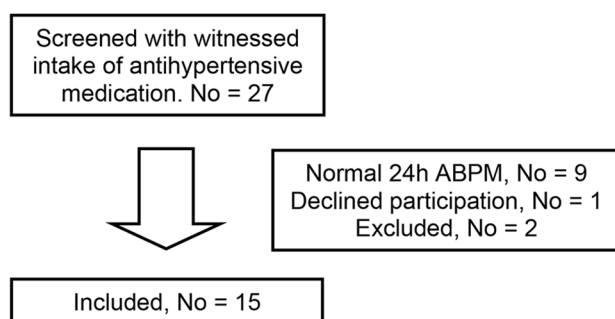 Screened with witnessed
intake of antihypertensive
medication. No = 27
Normal 24h ABPM, No = 9
Declined participation, No = 1
Excluded, No = 2
Included, No = 15